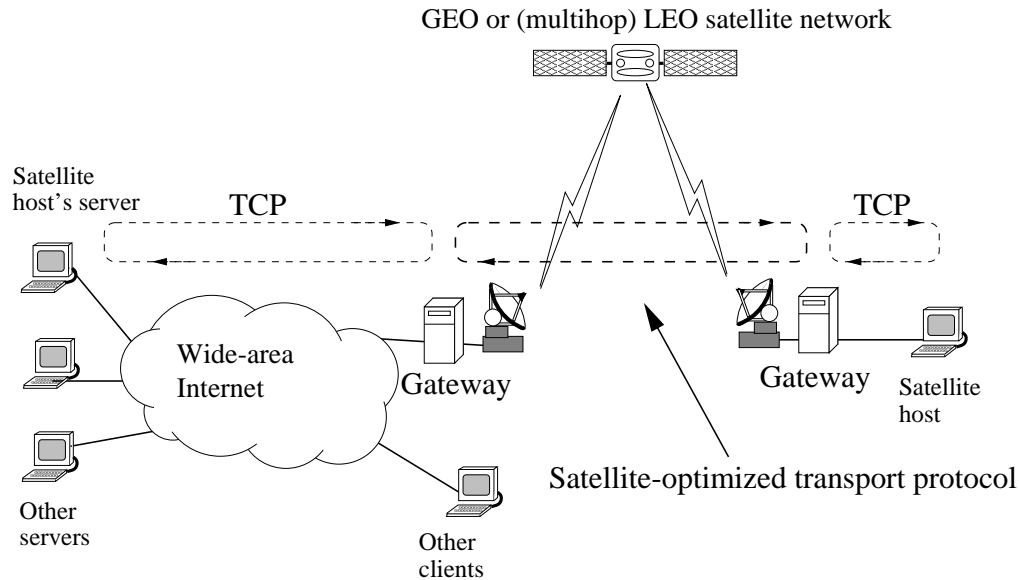 GEO or (multihop) LEO satellite network
Satellite
host's server
TCP
TCP
Wide-area
Internet
Gateway
Gateway
Satellite
host
Satellite-optimized transport protocol
Other
servers
Other
clients